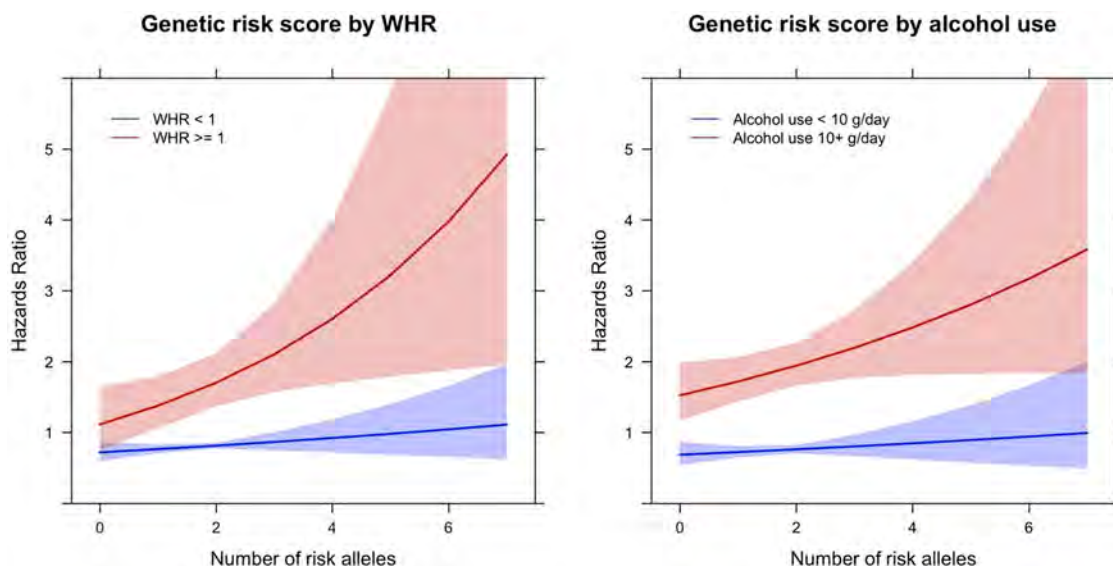 Genetic risk score by WHR
WHR < 1
WHR >= 1
5
4
3
2
1
Hazards Ratio
0
2
4
6
Number of risk alleles
Genetic risk score by alcohol use
Alcohol use < 10 g/day
Alcohol use 10+ g/day
5
4
3
2
1
Hazards Ratio
0
2
4
6
Number of risk alleles